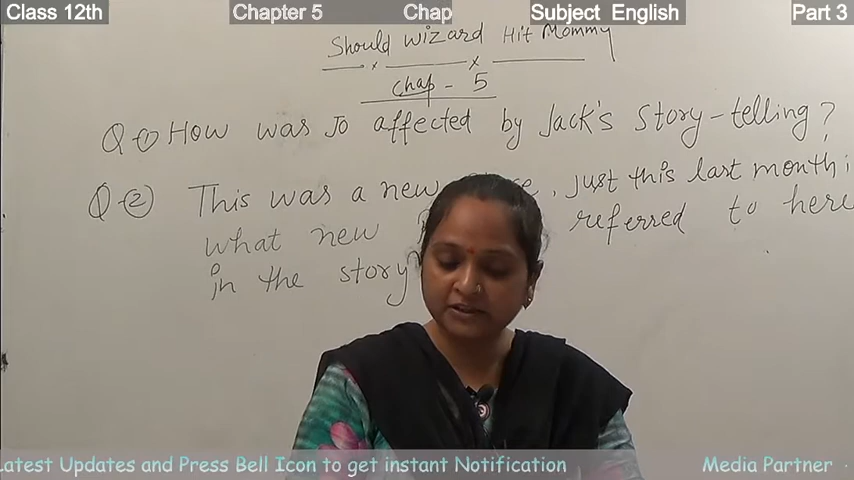 Class 12th Chapter 5 Chap Subject English Part 3
Should wizard Hit Mommy
Chap - 5
Q ① How was Jo affected by Jack's Story-telling?
Q ② This was a new , just this last month;
what new referred to here
in the story
Latest Updates and Press Bell Icon to get instant Notification Media Partner